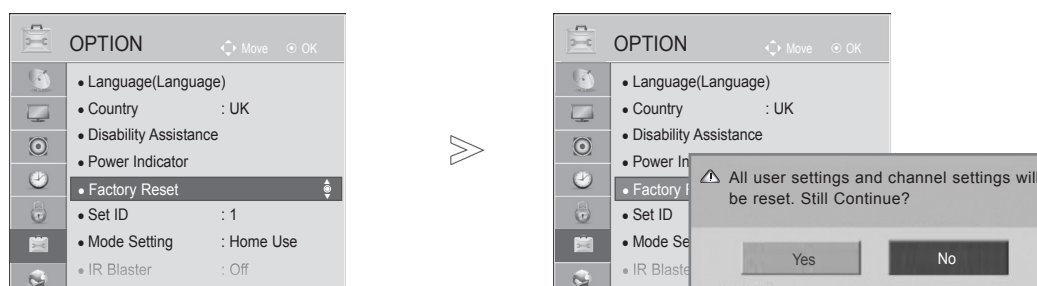 OPTION
Move OK
• Language(Language)
• Country : UK
• Disability Assistance
• Power Indicator
• Factory Reset
• Set ID : 1
• Mode Setting : Home Use
• IR Blaster : Off
OPTION
Move OK
• Language(Language)
• Country : UK
• Disability Assistance
• Power In
• Factory R
• Set ID
• Mode Se
• IR Blaste
All user settings and channel settings will
be reset. Still Continue?
Yes No